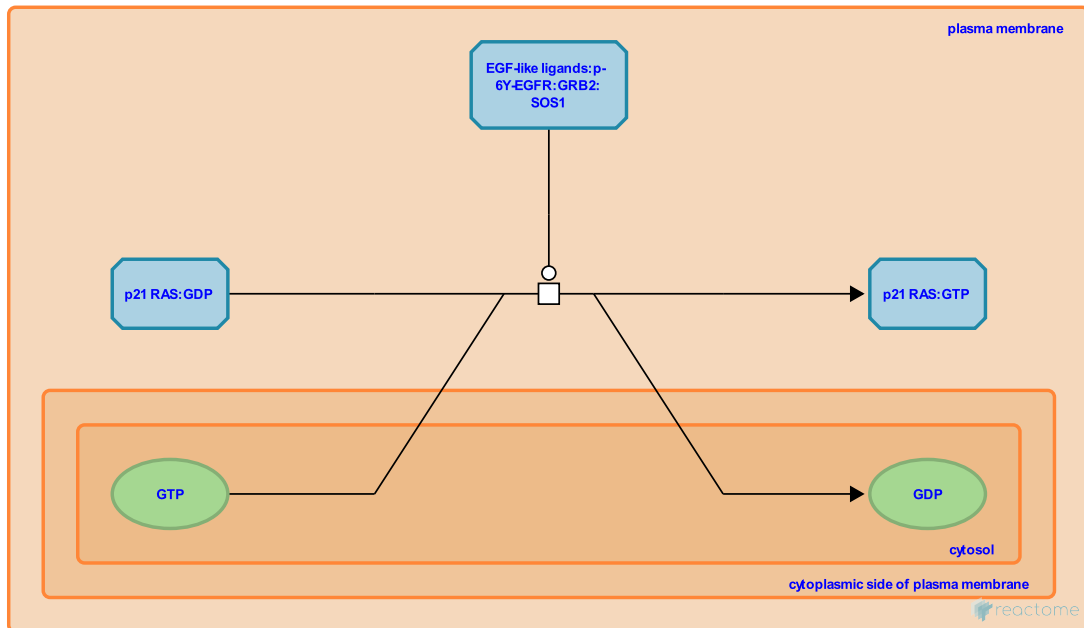 plasma membrane
EGF-like ligands:p-
6Y-EGFR:GRB2:
SOS1
p21 RAS:GDP
p21 RAS:GTP
GTP
GDP
cytosol
cytoplasmic side of plasma membrane
reactome